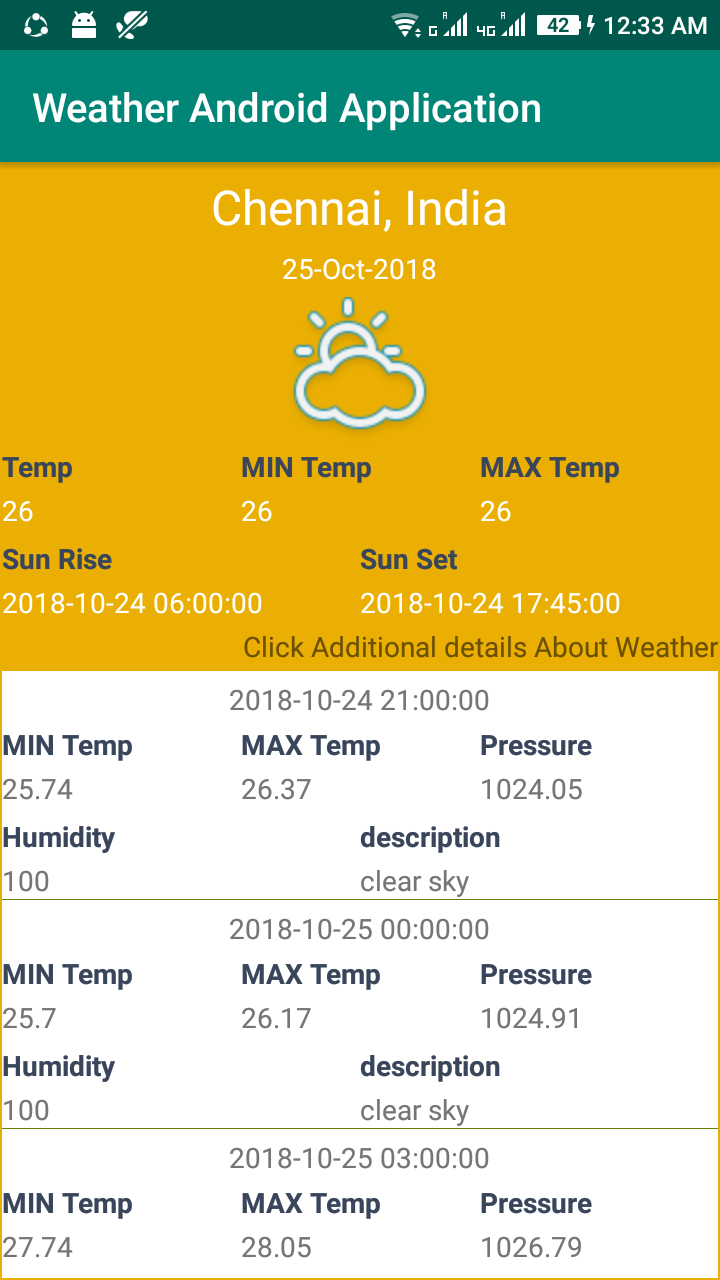 G R 4G R 42 12:33 AM
Weather Android Application
Chennai, India
25-Oct-2018
Temp MIN Temp MAX Temp
26 26 26
Sun Rise Sun Set
2018-10-24 06:00:00 2018-10-24 17:45:00
Click Additional details About Weather
2018-10-24 21:00:00
MIN Temp MAX Temp Pressure
25.74 26.37 1024.05
Humidity description
100 clear sky
2018-10-25 00:00:00
MIN Temp MAX Temp Pressure
25.7 26.17 1024.91
Humidity description
100 clear sky
2018-10-25 03:00:00
MIN Temp MAX Temp Pressure
27.74 28.05 1026.79